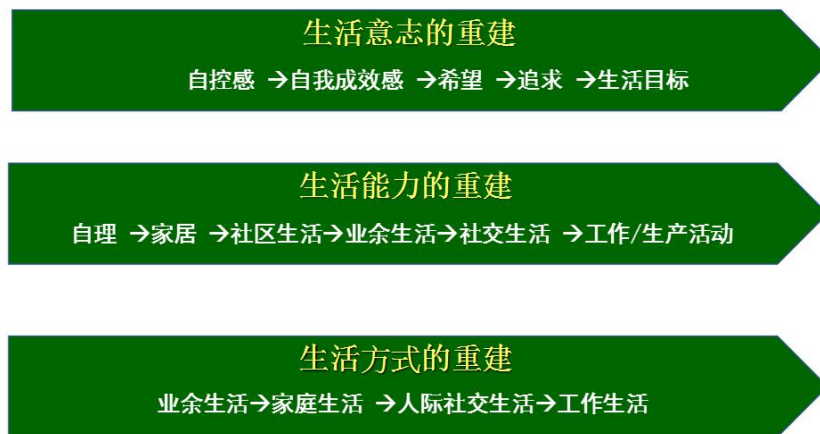 生活意志的重建
自控感 →自我成效感 →希望 →追求 →生活目标
生活能力的重建
自理 →家居 →社区生活→业余生活→社交生活 →工作/生产活动
生活方式的重建
业余生活→家庭生活 →人际社交生活→工作生活